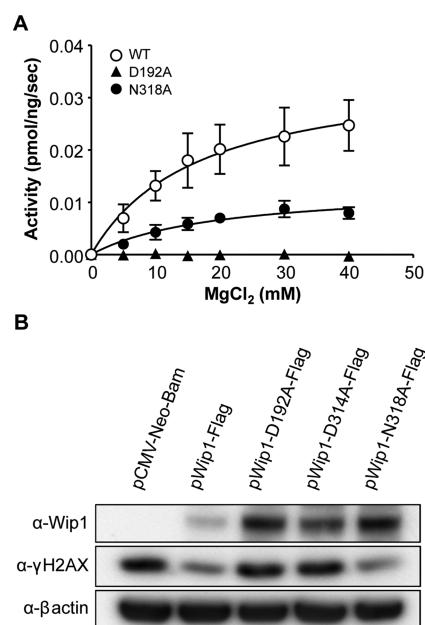 A
WT
D192A
N318A
Activity (pmol/ng/sec)
0.04
0.03
0.02
0.01
0.00
0 10 20 30 40 50
MgCl₂ (mM)
B
pCMV-Neo-Bam
pWip1-Flag
pWip1-D192A-Flag
pWip1-D314A-Flag
pWip1-N318A-Flag
α-Wip1
α-γH2AX
α-βactin